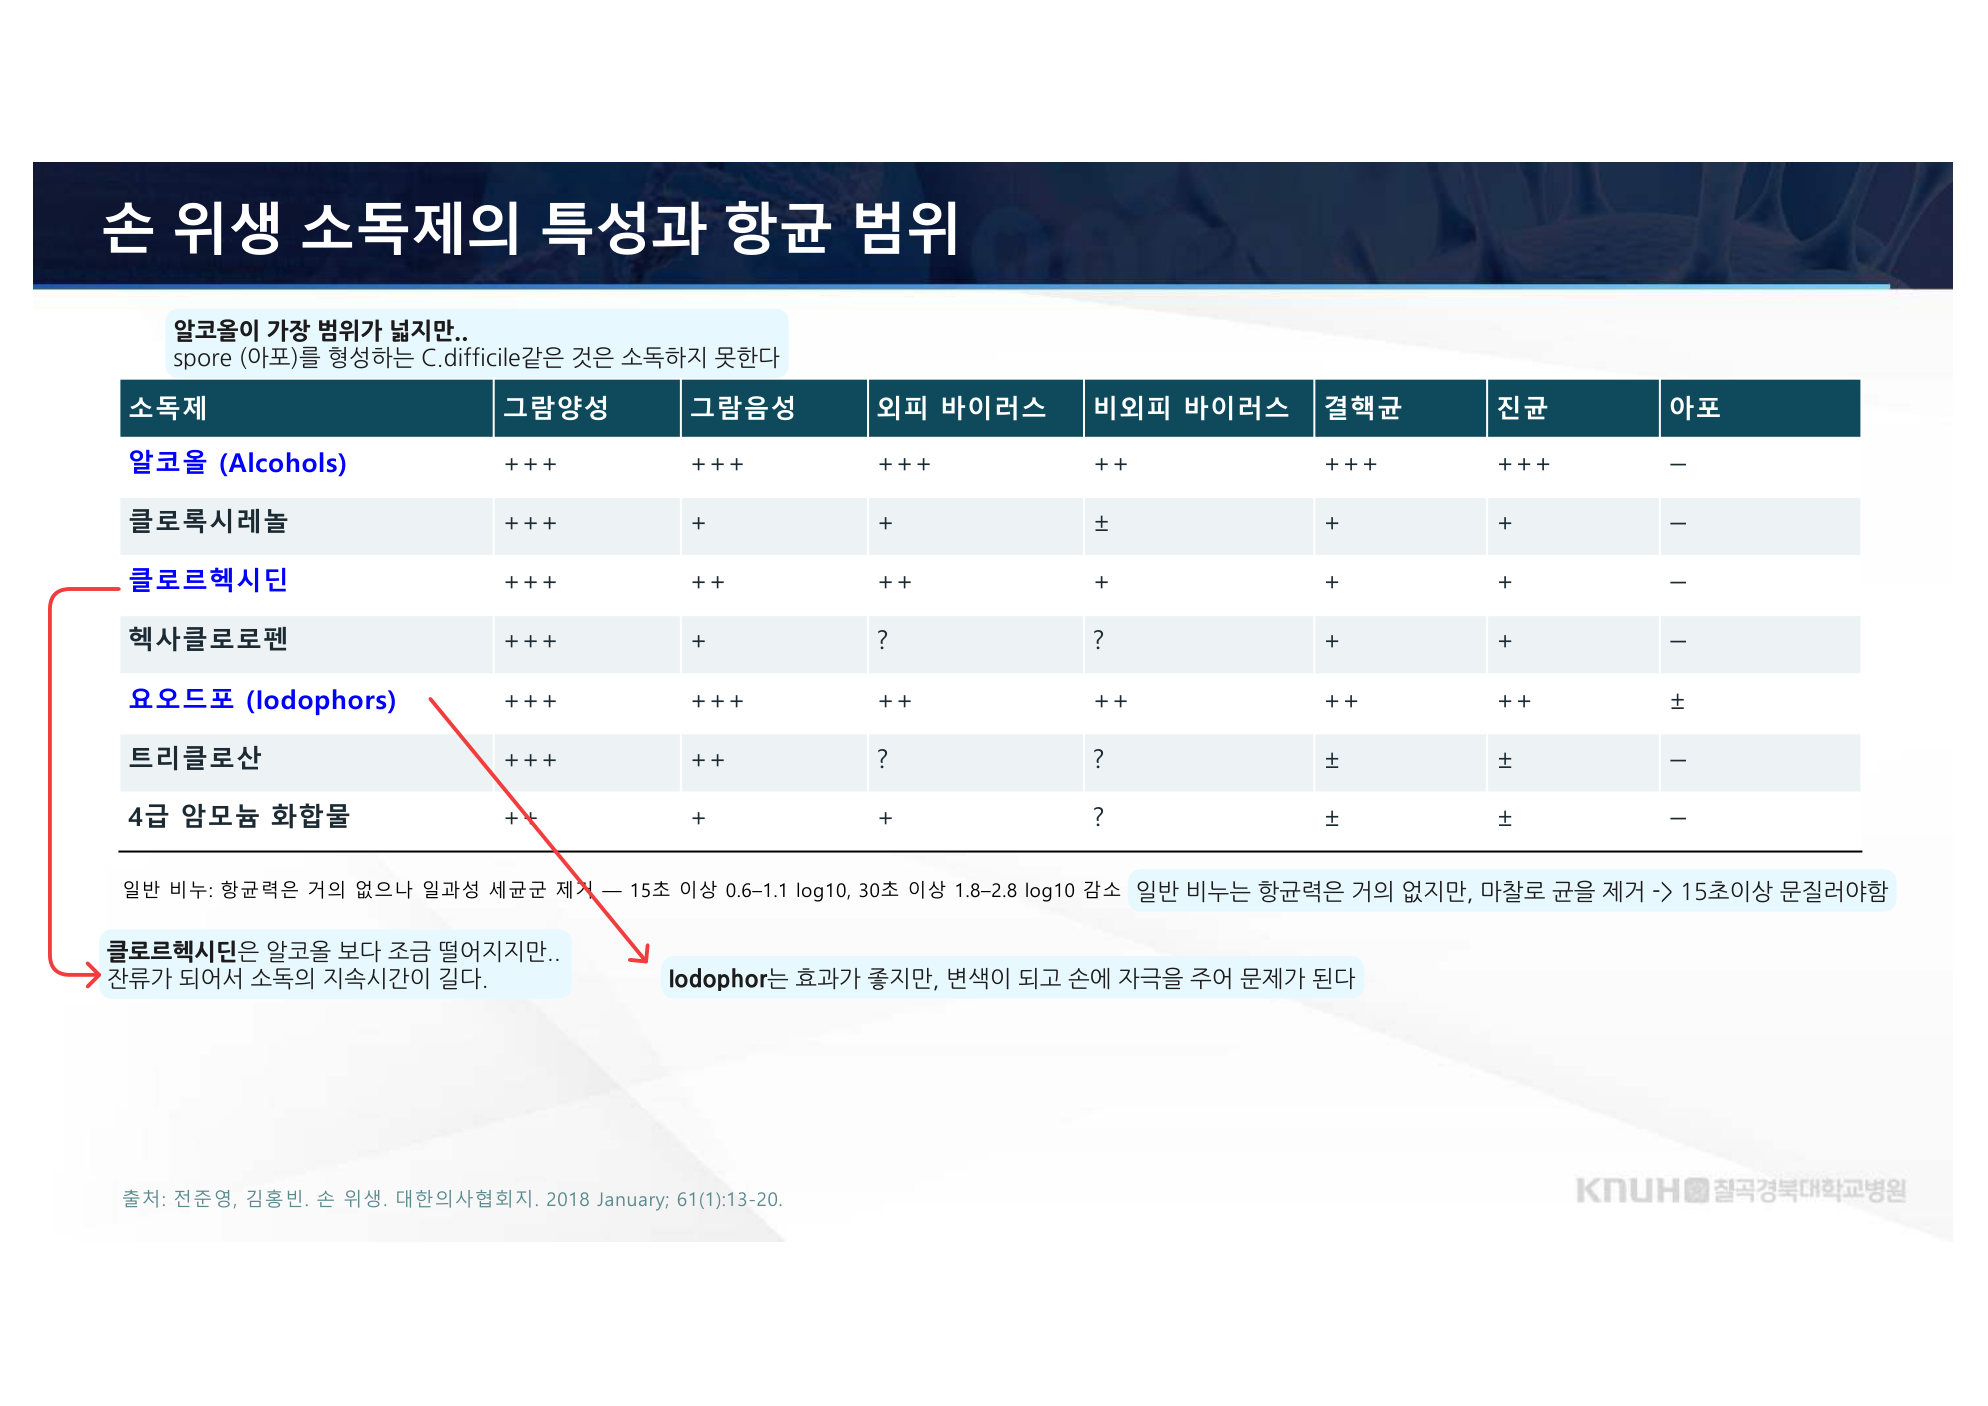 손 위생 소독제의 특성과 항균 범위
알코올이 가장 범위가 넓지만..
spore (아포)를 형성하는 C.difficile같은 것은 소독하지 못한다
소독제 그람양성 그람음성 외피 바이러스 비외피 바이러스 결핵균 진균 아포
알코올 (Alcohols) +++ +++ +++ ++ +++ +++ —
클로록시레놀 +++ + + ± + + —
클로르헥시딘 +++ ++ ++ + + + —
헥사클로로펜 +++ + ? ? + + —
요오드포 (Iodophors) +++ +++ ++ ++ ++ ++ ±
트리클로산 +++ ++ ? ? ± ± —
4급 암모늄 화합물 ++ + + ? ± ± —
일반 비누: 항균력은 거의 없으나 일과성 세균군 제거 — 15초 이상 0.6–1.1 log10, 30초 이상 1.8–2.8 log10 감소
일반 비누는 항균력은 거의 없지만, 마찰로 균을 제거 -> 15초이상 문질러야함
클로르헥시딘은 알코올 보다 조금 떨어지지만..
잔류가 되어서 소독의 지속시간이 길다.
Iodophor는 효과가 좋지만, 변색이 되고 손에 자극을 주어 문제가 된다
출처: 전준영, 김홍빈. 손 위생. 대한의사협회지. 2018 January; 61(1):13-20.
KNUH 칠곡경북대학교병원